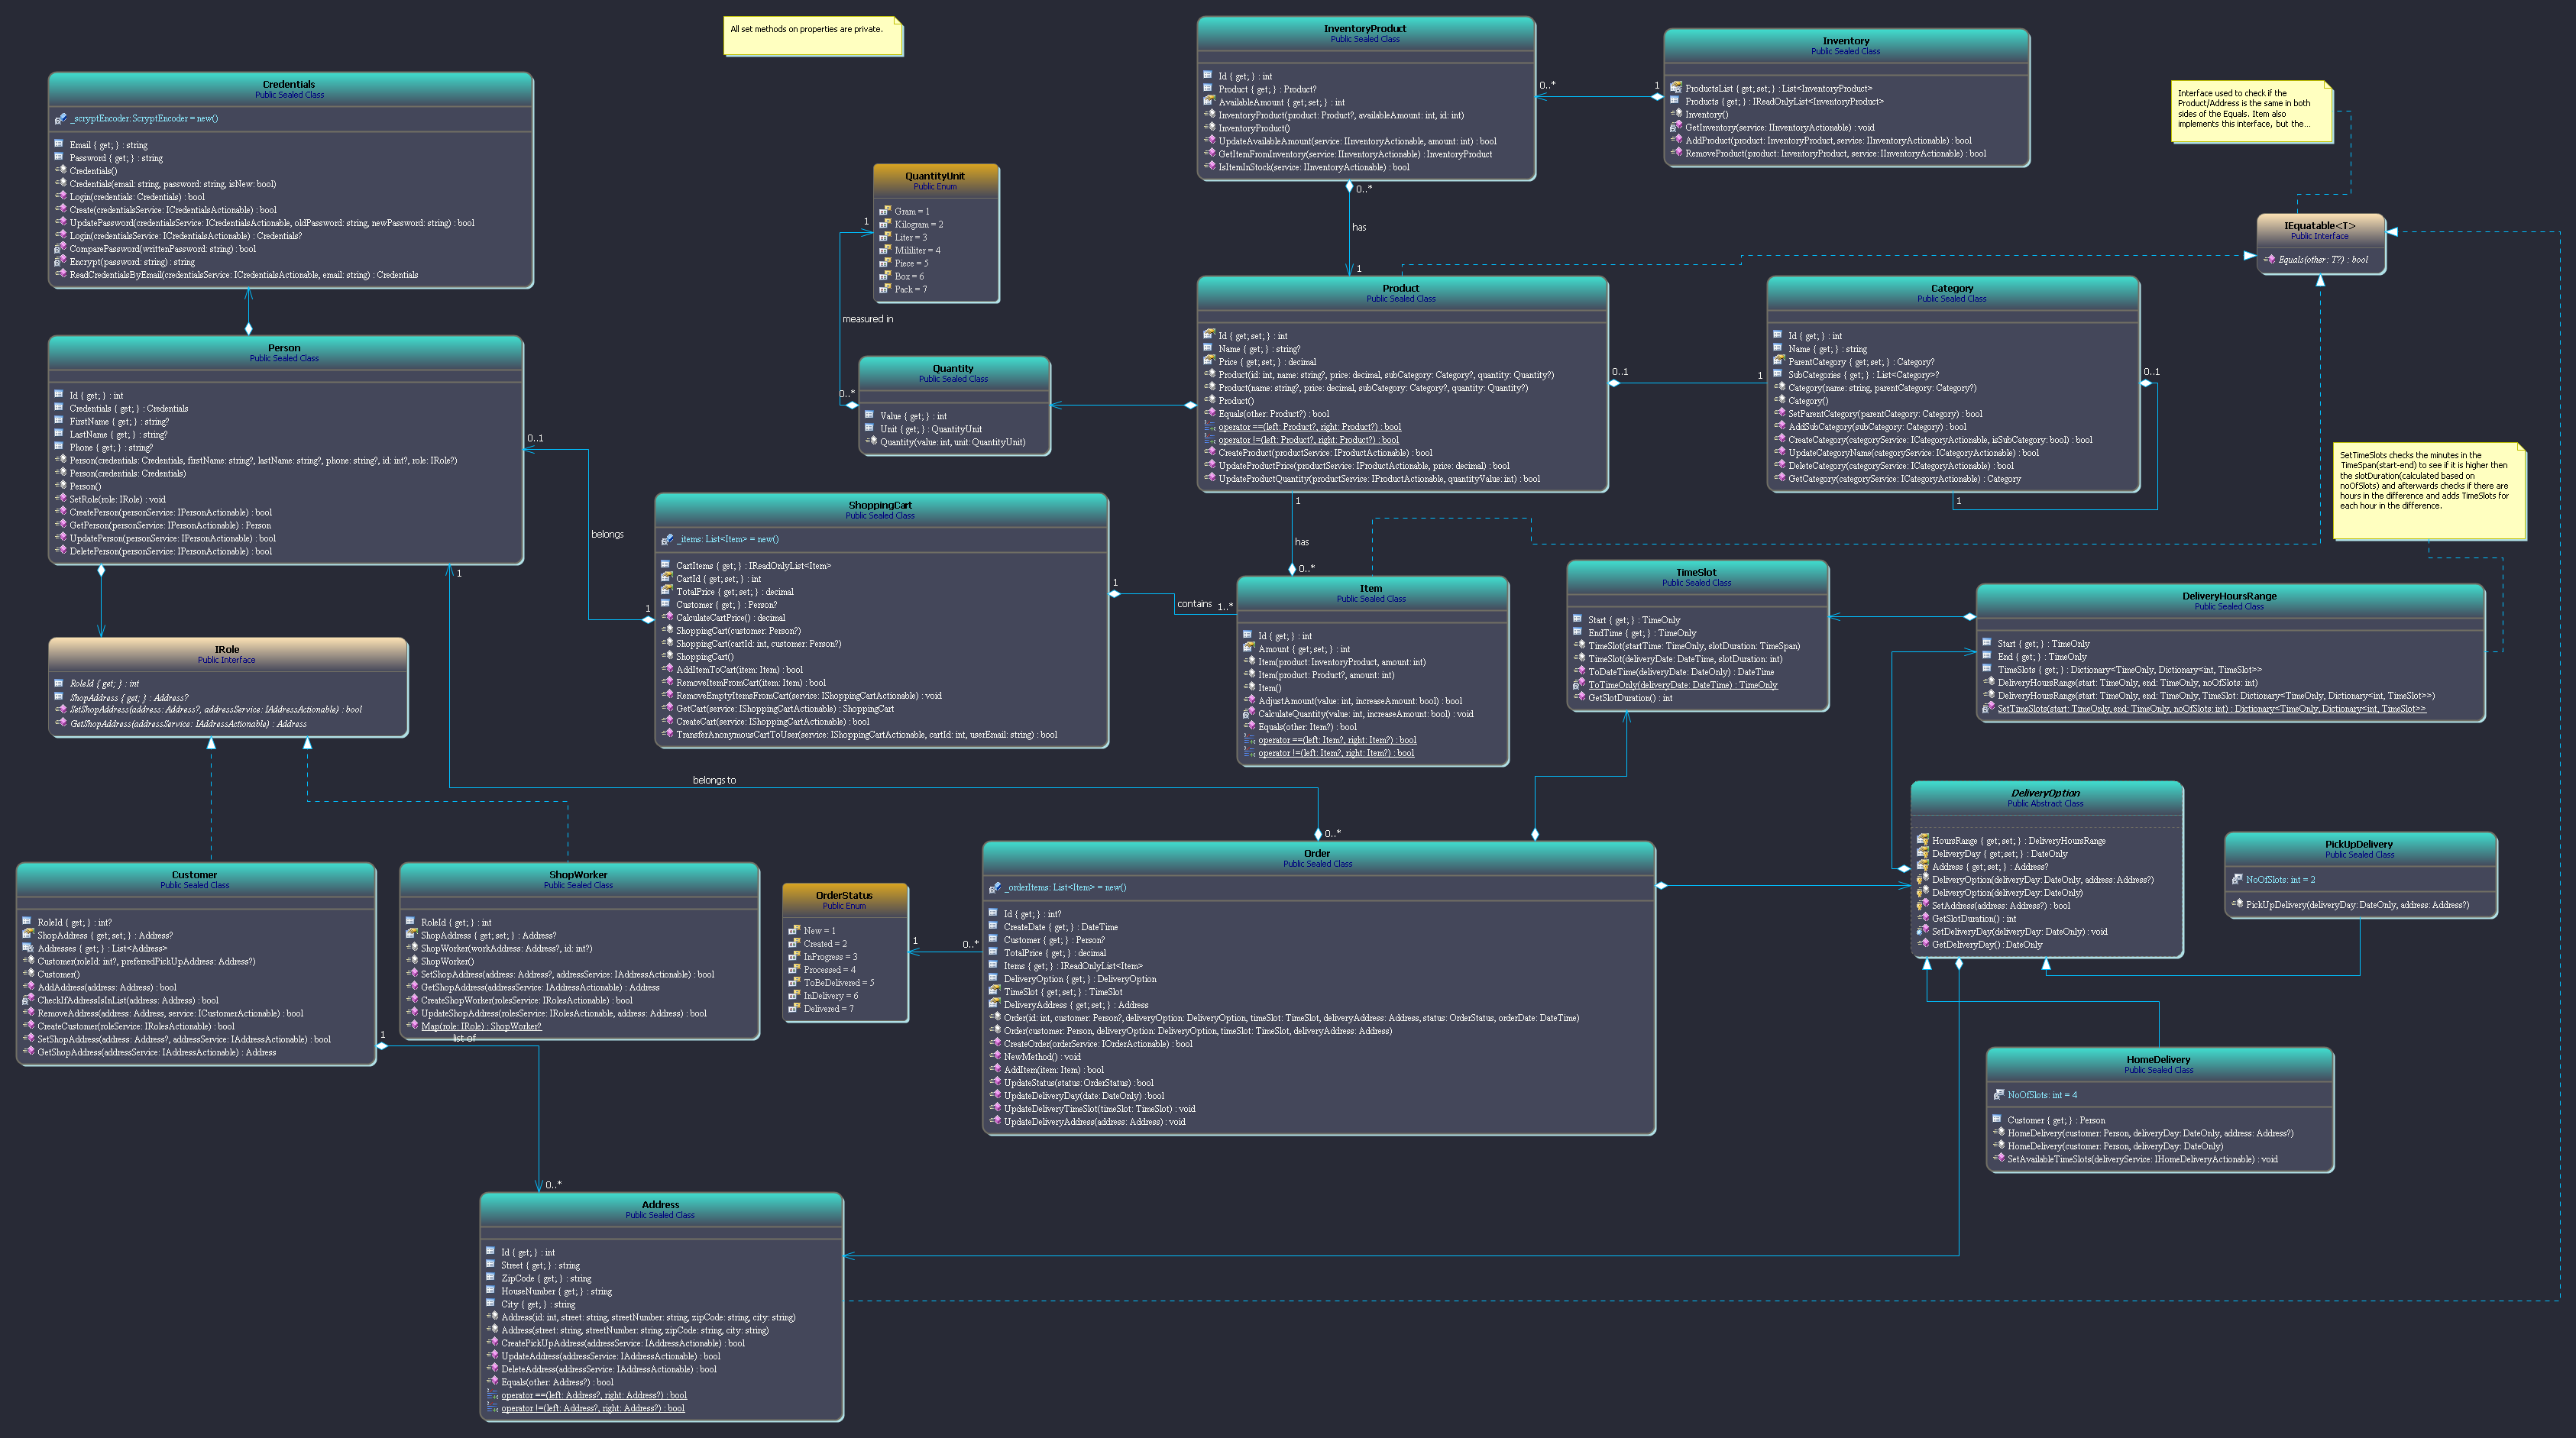 All set methods on properties are private.
InventoryProduct
Public Sealed Class
Id { get; } : int
Product { get; } : Product?
AvailableAmount { get; set; } : int
InventoryProduct(product: Product?, availableAmount: int, id: int)
InventoryProduct()
UpdateAvailableAmount(service: IInventoryActionable, amount: int) : bool
GetItemFromInventory(service: IInventoryActionable) : InventoryProduct
IsItemInStock(service: IInventoryActionable) : bool
0..*
1
Inventory
Public Sealed Class
ProductsList { get; set; } : List<InventoryProduct>
Products { get; } : IReadOnlyList<InventoryProduct>
Inventory()
GetInventory(service: IInventoryActionable) : void
AddProduct(product: InventoryProduct, service: IInventoryActionable) : bool
RemoveProduct(product: InventoryProduct, service: IInventoryActionable) : bool
Interface used to check if the
Product/Address is the same in both
sides of the Equals. Item also
implements this interface, but the...
Credentials
Public Sealed Class
_scryptEncoder: ScryptEncoder = new()
Email { get; } : string
Password { get; } : string
Credentials()
Credentials(email: string, password: string, isNew: bool)
Login(credentials: Credentials) : bool
Create(credentialsService: ICredentialsActionable) : bool
UpdatePassword(credentialsService: ICredentialsActionable, oldPassword: string, newPassword: string) : bool
Login(credentialsService: ICredentialsActionable) : Credentials?
ComparePassword(writtenPassword: string) : bool
Encrypt(password: string) : string
ReadCredentialsByEmail(credentialsService: ICredentialsActionable, email: string) : Credentials
QuantityUnit
Public Enum
Gram = 1
Kilogram = 2
Liter = 3
Mililiter = 4
Piece = 5
Box = 6
Pack = 7
1
measured in
0..*
0..*
has
1
IEquatable<T>
Public Interface
Equals(other : T?) : bool
Person
Public Sealed Class
Id { get; } : int
Credentials { get; } : Credentials
FirstName { get; } : string?
LastName { get; } : string?
Phone { get; } : string?
Person(credentials: Credentials, firstName: string?, lastName: string?, phone: string?, id: int?, role: IRole?)
Person(credentials: Credentials)
Person()
SetRole(role: IRole) : void
CreatePerson(personService: IPersonActionable) : bool
GetPerson(personService: IPersonActionable) : Person
UpdatePerson(personService: IPersonActionable) : bool
DeletePerson(personService: IPersonActionable) : bool
Quantity
Public Sealed Class
Value { get; } : int
Unit { get; } : QuantityUnit
Quantity(value: int, unit: QuantityUnit)
Product
Public Sealed Class
Id { get; set; } : int
Name { get; } : string?
Price { get; set; } : decimal
Product(id: int, name: string?, price: decimal, subCategory: Category?, quantity: Quantity?)
Product(name: string?, price: decimal, subCategory: Category?, quantity: Quantity?)
Product()
Equals(other: Product?) : bool
operator ==(left: Product?, right: Product?) : bool
operator !=(left: Product?, right: Product?) : bool
CreateProduct(productService: IProductActionable) : bool
UpdateProductPrice(productService: IProductActionable, price: decimal) : bool
UpdateProductQuantity(productService: IProductActionable, quantityValue: int) : bool
0..1
1
Category
Public Sealed Class
Id { get; } : int
Name { get; } : string
ParentCategory { get; set; } : Category?
SubCategories { get; } : List<Category>?
Category(name: string, parentCategory: Category?)
Category()
SetParentCategory(parentCategory: Category) : bool
AddSubCategory(subCategory: Category) : bool
CreateCategory(categoryService: ICategoryActionable, isSubCategory: bool) : bool
UpdateCategoryName(categoryService: ICategoryActionable) : bool
DeleteCategory(categoryService: ICategoryActionable) : bool
GetCategory(categoryService: ICategoryActionable) : Category
0..1
1
SetTimeSlots checks the minutes in the
TimeSpan(start-end) to see if it is higher then
the slotDuration(calculated based on
noOfSlots) and afterwards checks if there are
hours in the difference and adds TimeSlots for
each hour in the difference.
0..1
belongs
1
1
ShoppingCart
Public Sealed Class
_items: List<Item> = new()
CartItems { get; } : IReadOnlyList<Item>
CartId { get; set; } : int
TotalPrice { get; set; } : decimal
Customer { get; } : Person?
CalculateCartPrice() : decimal
ShoppingCart(customer: Person?)
ShoppingCart(cartId: int, customer: Person?)
ShoppingCart()
AddItemToCart(item: Item) : bool
RemoveItemFromCart(item: Item) : bool
RemoveEmptyItemsFromCart(service: IShoppingCartActionable) : void
GetCart(service: IShoppingCartActionable) : ShoppingCart
CreateCart(service: IShoppingCartActionable) : bool
TransferAnonymousCartToUser(service: IShoppingCartActionable, cartId: int, userEmail: string) : bool
1
contains
1..*
1
has
0..*
Item
Public Sealed Class
Id { get; } : int
Amount { get; set; } : int
Item(product: InventoryProduct, amount: int)
Item(product: Product?, amount: int)
Item()
AdjustAmount(value: int, increaseAmount: bool) : bool
CalculateQuantity(value: int, increaseAmount: bool) : void
Equals(other: Item?) : bool
operator ==(left: Item?, right: Item?) : bool
operator !=(left: Item?, right: Item?) : bool
TimeSlot
Public Sealed Class
Start { get; } : TimeOnly
EndTime { get; } : TimeOnly
TimeSlot(startTime: TimeOnly, slotDuration: TimeSpan)
TimeSlot(deliveryDate: DateTime, slotDuration: int)
ToDateTime(deliveryDate: DateOnly) : DateTime
ToTimeOnly(deliveryDate: DateTime) : TimeOnly
GetSlotDuration() : int
DeliveryHoursRange
Public Sealed Class
Start { get; } : TimeOnly
End { get; } : TimeOnly
TimeSlots { get; } : Dictionary<TimeOnly, Dictionary<int, TimeSlot>>
DeliveryHoursRange(start: TimeOnly, end: TimeOnly, noOfSlots: int)
DeliveryHoursRange(start: TimeOnly, end: TimeOnly, TimeSlot: Dictionary<TimeOnly, Dictionary<int, TimeSlot>>)
SetTimeSlots(start: TimeOnly, end: TimeOnly, noOfSlots: int) : Dictionary<TimeOnly, Dictionary<int, TimeSlot>>
IRole
Public Interface
RoleId { get; } : int
ShopAddress { get; } : Address?
SetShopAddress(address: Address?, addressService: IAddressActionable) : bool
GetShopAddress(addressService: IAddressActionable) : Address
belongs to
0..*
DeliveryOption
Public Abstract Class
HoursRange { get; set; } : DeliveryHoursRange
DeliveryDay { get; set; } : DateOnly
Address { get; set; } : Address?
DeliveryOption(deliveryDay: DateOnly, address: Address?)
DeliveryOption(deliveryDay: DateOnly)
SetAddress(address: Address?) : bool
GetSlotDuration() : int
SetDeliveryDay(deliveryDay: DateOnly) : void
GetDeliveryDay() : DateOnly
PickUpDelivery
Public Sealed Class
NoOfSlots: int = 2
PickUpDelivery(deliveryDay: DateOnly, address: Address?)
Customer
Public Sealed Class
RoleId { get; } : int?
ShopAddress { get; set; } : Address?
Addresses { get; } : List<Address>
Customer(roleId: int?, preferredPickUpAddress: Address?)
Customer()
AddAddress(address: Address) : bool
CheckIfAddressIsInList(address: Address) : bool
RemoveAddress(address: Address, service: ICustomerActionable) : bool
CreateCustomer(roleService: IRolesActionable) : bool
SetShopAddress(address: Address?, addressService: IAddressActionable) : bool
GetShopAddress(addressService: IAddressActionable) : Address
ShopWorker
Public Sealed Class
RoleId { get; } : int
ShopAddress { get; set; } : Address?
ShopWorker(workAddress: Address?, id: int?)
ShopWorker()
SetShopAddress(address: Address?, addressService: IAddressActionable) : bool
GetShopAddress(addressService: IAddressActionable) : Address
CreateShopWorker(rolesService: IRolesActionable) : bool
UpdateShopAddress(rolesService: IRolesActionable, address: Address) : bool
Map(role: IRole) : ShopWorker?
1
list of
0..*
OrderStatus
Public Enum
New = 1
Created = 2
InProgress = 3
Processed = 4
ToBeDelivered = 5
InDelivery = 6
Delivered = 7
1
0..*
Order
Public Sealed Class
_orderItems: List<Item> = new()
Id { get; } : int?
CreateDate { get; } : DateTime
Customer { get; } : Person?
TotalPrice { get; } : decimal
Items { get; } : IReadOnlyList<Item>
DeliveryOption { get; } : DeliveryOption
TimeSlot { get; set; } : TimeSlot
DeliveryAddress { get; set; } : Address
Order(id: int, customer: Person?, deliveryOption: DeliveryOption, timeSlot: TimeSlot, deliveryAddress: Address, status: OrderStatus, orderDate: DateTime)
Order(customer: Person, deliveryOption: DeliveryOption, timeSlot: TimeSlot, deliveryAddress: Address)
CreateOrder(orderService: IOrderActionable) : bool
NewMethod() : void
AddItem(item: Item) : bool
UpdateStatus(status: OrderStatus) : bool
UpdateDeliveryDay(date: DateOnly) : bool
UpdateDeliveryTimeSlot(timeSlot: TimeSlot) : void
UpdateDeliveryAddress(address: Address) : void
HomeDelivery
Public Sealed Class
NoOfSlots: int = 4
Customer { get; } : Person
HomeDelivery(customer: Person, deliveryDay: DateOnly, address: Address?)
HomeDelivery(customer: Person, deliveryDay: DateOnly)
SetAvailableTimeSlots(deliveryService: IHomeDeliveryActionable) : void
Address
Public Sealed Class
Id { get; } : int
Street { get; } : string
ZipCode { get; } : string
HouseNumber { get; } : string
City { get; } : string
Address(id: int, street: string, streetNumber: string, zipCode: string, city: string)
Address(street: string, streetNumber: string, zipCode: string, city: string)
CreatePickUpAddress(addressService: IAddressActionable) : bool
UpdateAddress(addressService: IAddressActionable) : bool
DeleteAddress(addressService: IAddressActionable) : bool
Equals(other: Address?) : bool
operator ==(left: Address?, right: Address?) : bool
operator !=(left: Address?, right: Address?) : bool